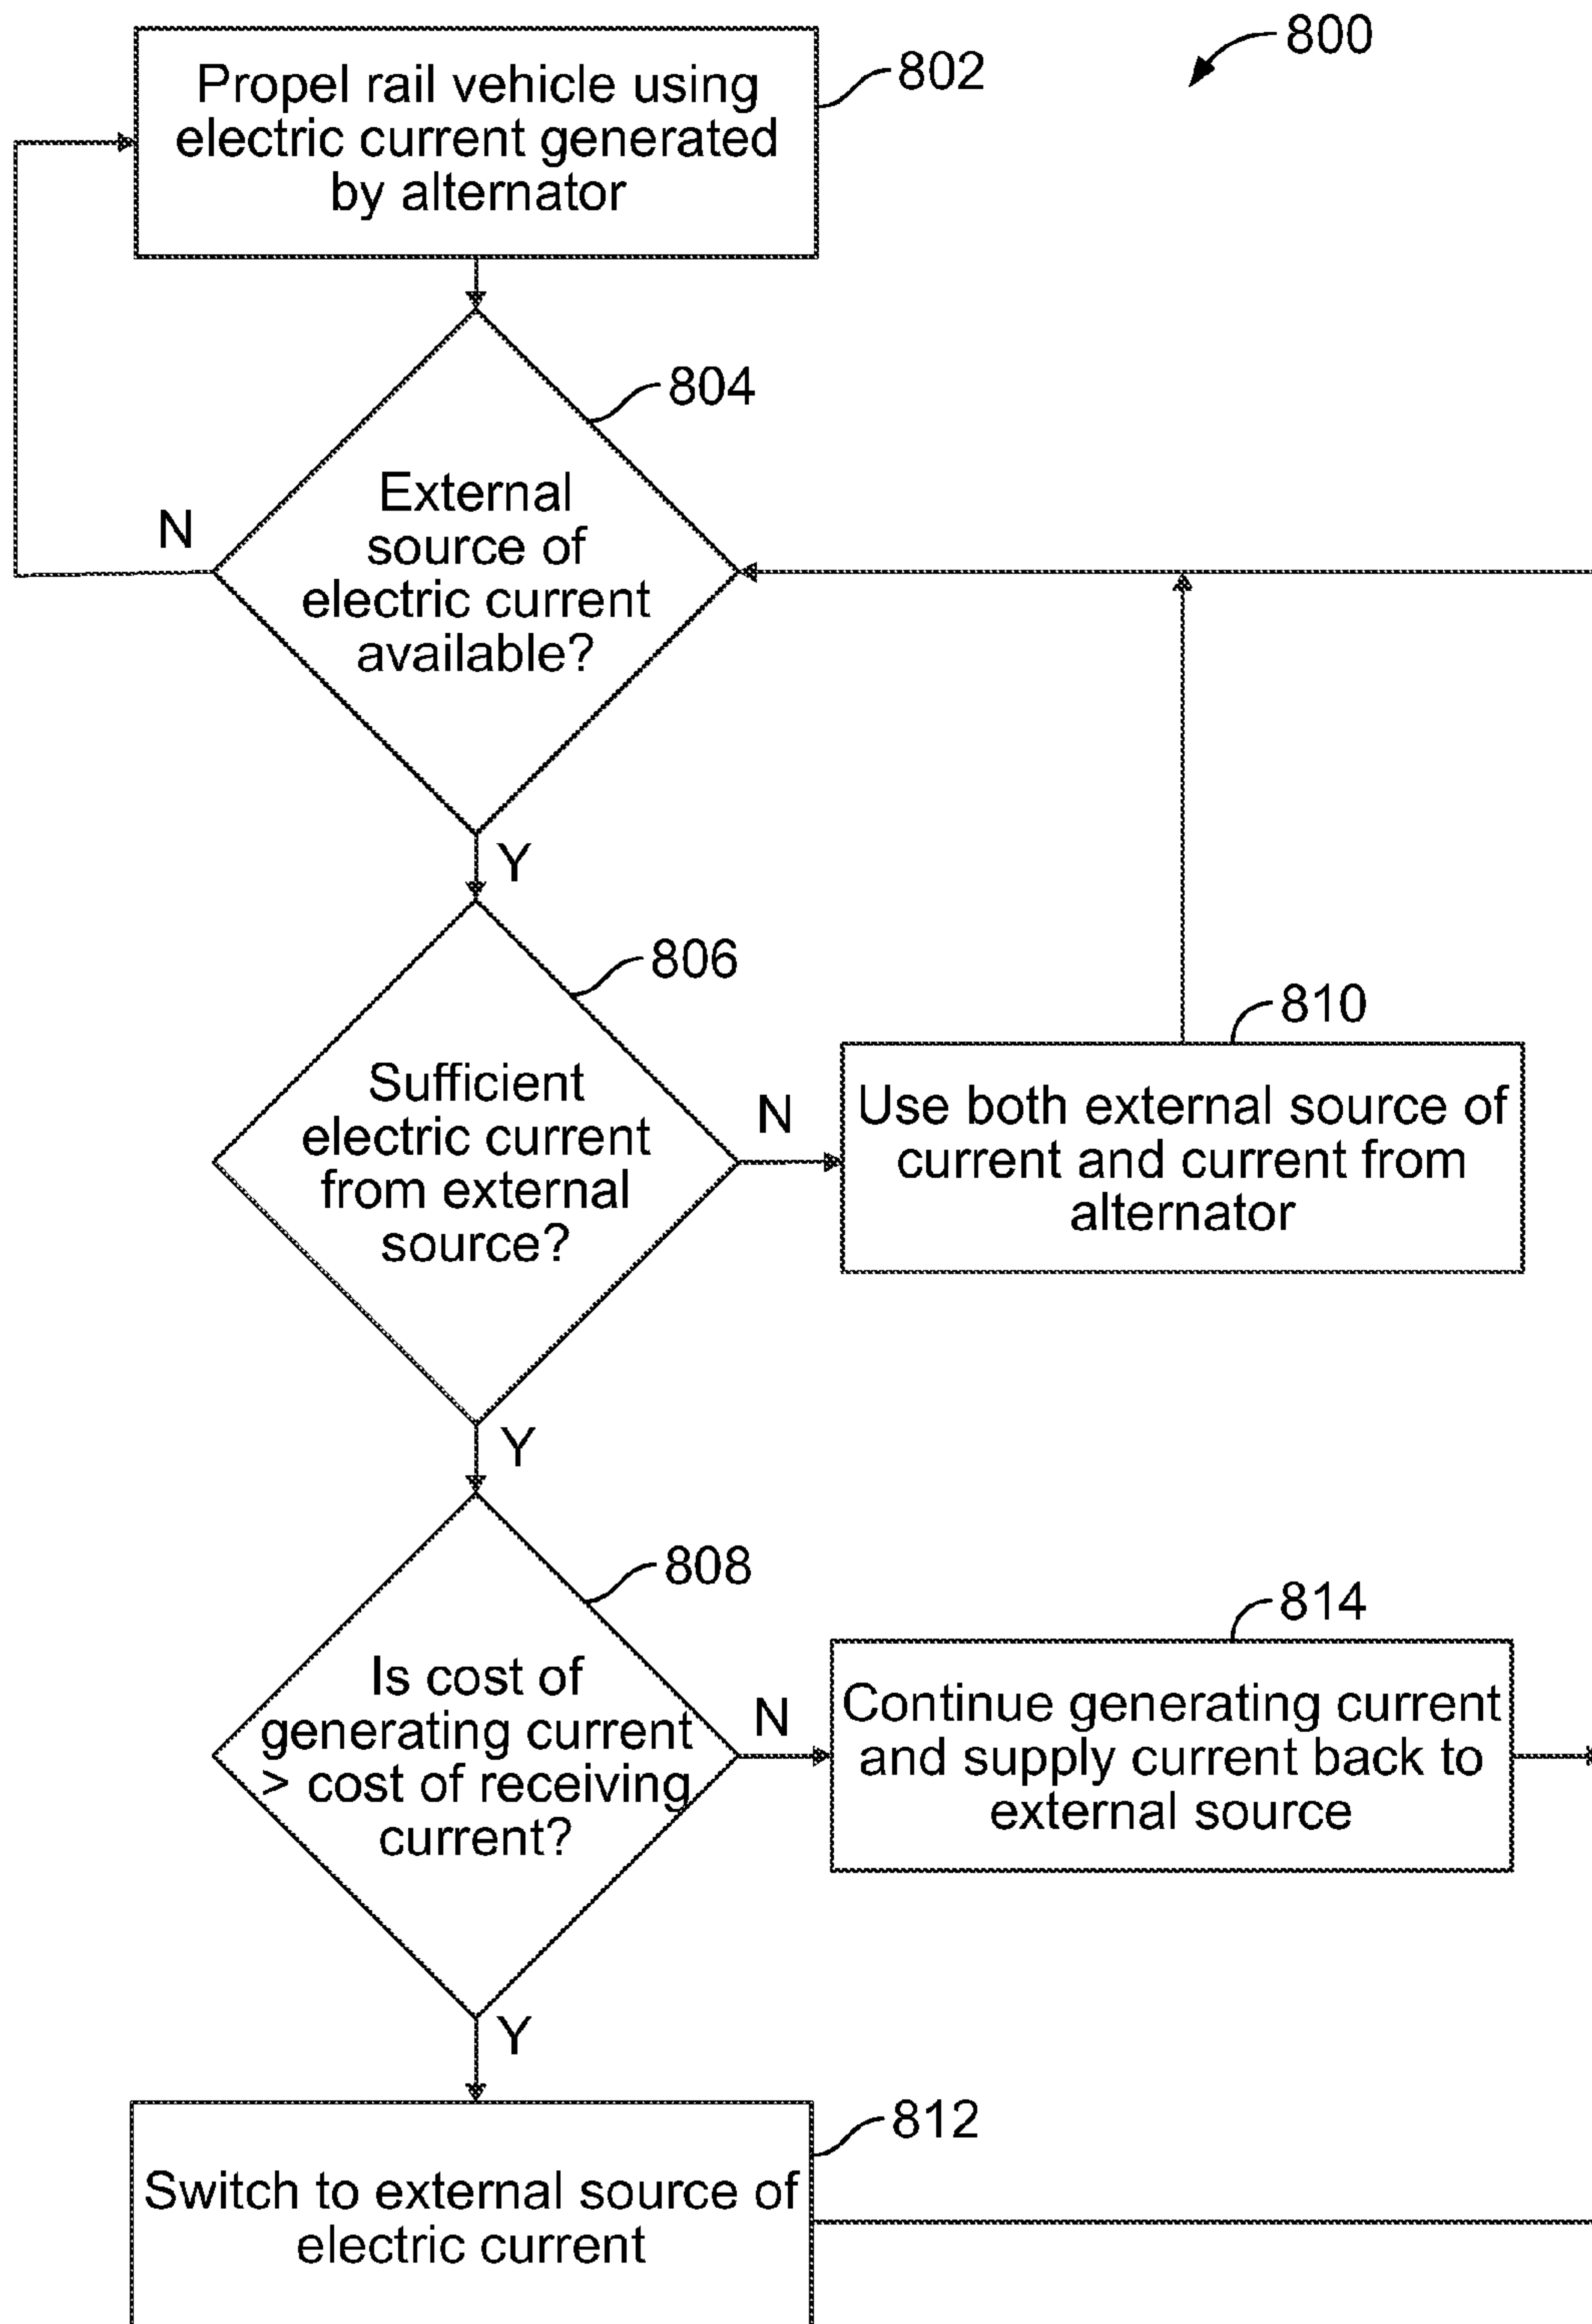 800
Propel rail vehicle using
electric current generated
by alternator
802
804
External
source of
electric current
available?
N
Y
806
Sufficient
electric current
from external
source?
N
810
Use both external source of
current and current from
alternator
Y
808
Is cost of
generating current
> cost of receiving
current?
N
814
Continue generating current
and supply current back to
external source
Y
812
Switch to external source of
electric current